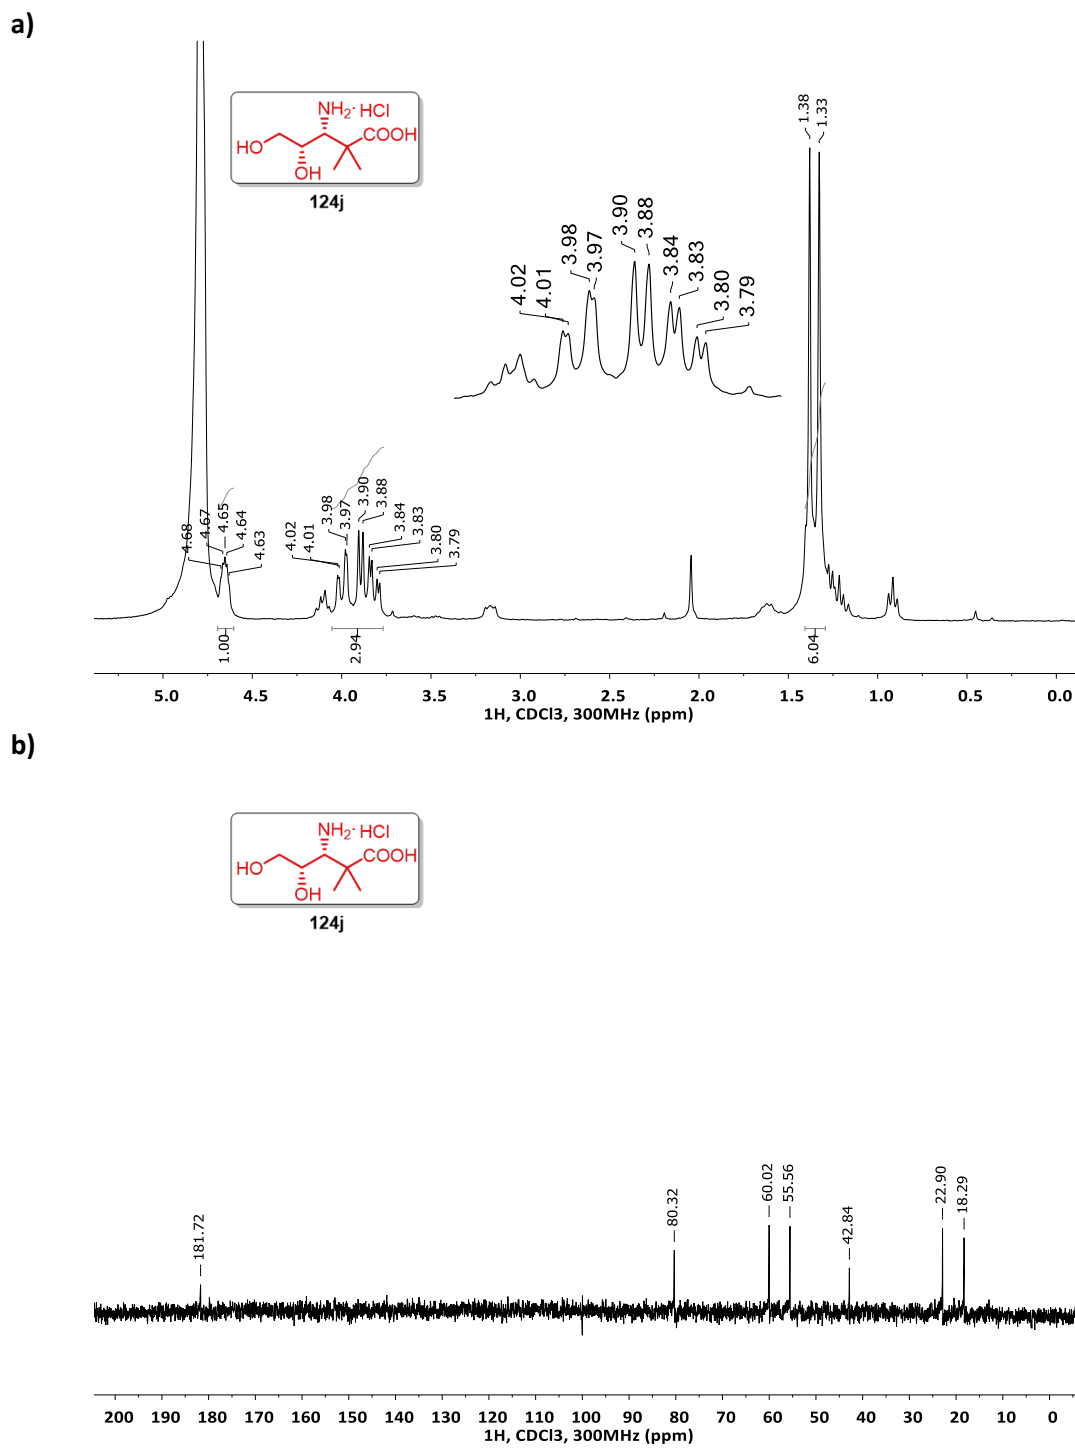 a)
NH2· HCl
HO
COOH
OH
124j
4.02
4.01
3.98
3.97
3.90
3.88
3.84
3.83
3.80
3.79
1.38
1.33
4.68
4.67
4.65
4.64
4.63
4.02
4.01
3.98
3.97
3.90
3.88
3.84
3.83
3.80
3.79
1.00
2.94
6.04
5.0 4.5 4.0 3.5 3.0 2.5 2.0 1.5 1.0 0.5 0.0
1H, CDCl3, 300MHz (ppm)
b)
NH2· HCl
HO
COOH
OH
124j
181.72
80.32
60.02
55.56
42.84
22.90
18.29
200 190 180 170 160 150 140 130 120 110 100 90 80 70 60 50 40 30 20 10 0
1H, CDCl3, 300MHz (ppm)